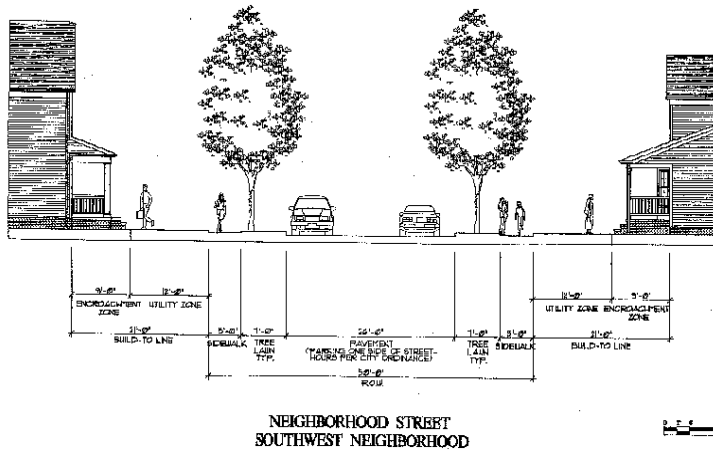 9'-0" 12'-0" 12'-0" 9'-0"
ENCROACHMENT UTILITY ZONE UTILITY ZONE ENCROACHMENT
ZONE ZONE
21'-0" 5'-0" 7'-0" 26'-0" 7'-0" 5'-0" 21'-0"
BUILD-TO LINE SIDEWALK TREE PAVEMENT TREE SIDEWALK BUILD-TO LINE
LAWN (PARKING ONE SIDE OF STREET- LAWN
TYP. HOURS PER CITY ORDINANCE) TYP.
50'-0"
R.O.W.
NEIGHBORHOOD STREET
SOUTHWEST NEIGHBORHOOD